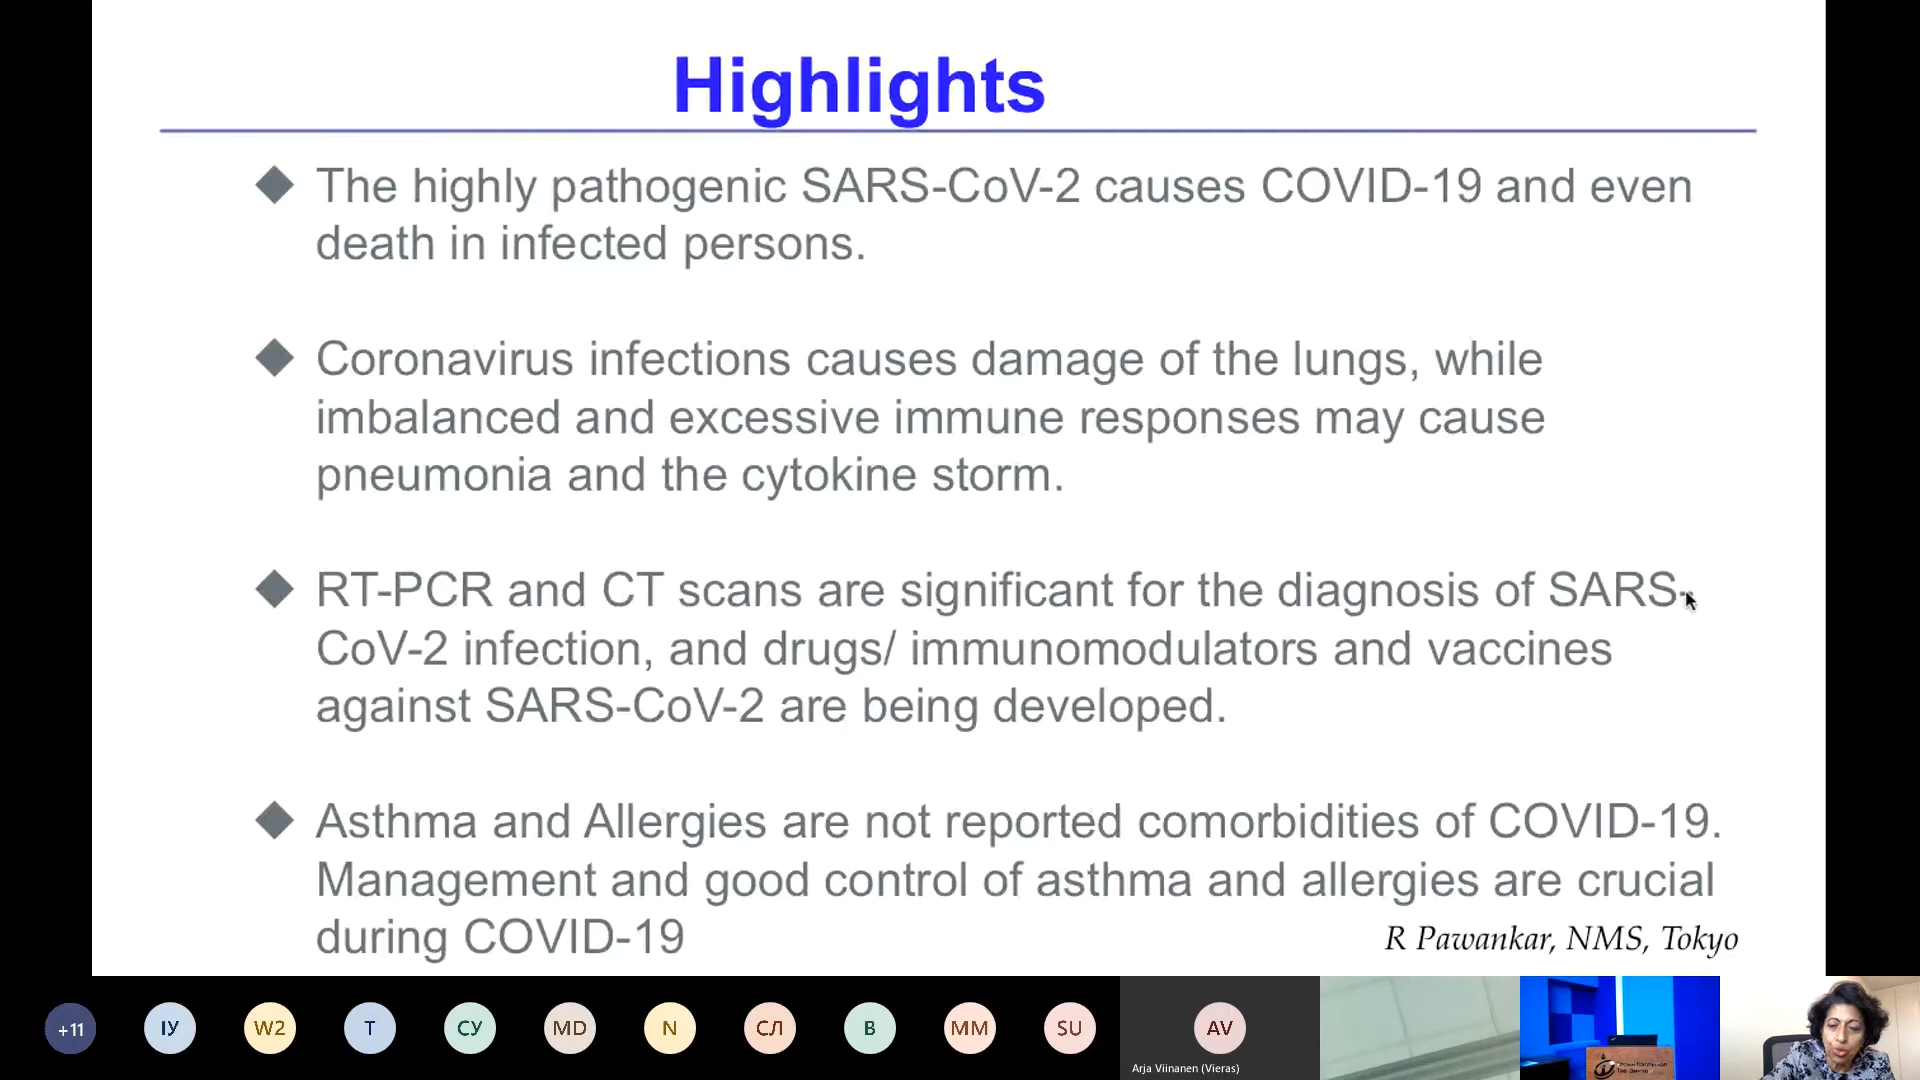 Highlights
The highly pathogenic SARS-CoV-2 causes COVID-19 and even
death in infected persons.
Coronavirus infections causes damage of the lungs, while
imbalanced and excessive immune responses may cause
pneumonia and the cytokine storm.
RT-PCR and CT scans are significant for the diagnosis of SARS-
CoV-2 infection, and drugs/ immunomodulators and vaccines
against SARS-CoV-2 are being developed.
Asthma and Allergies are not reported comorbidities of COVID-19.
Management and good control of asthma and allergies are crucial
during COVID-19
R Pawankar, NMS, Tokyo
+11
ІУ
W2
T
СУ
MD
N
СЛ
В
MM
SU
AV
Arja Viinanen (Vieras)